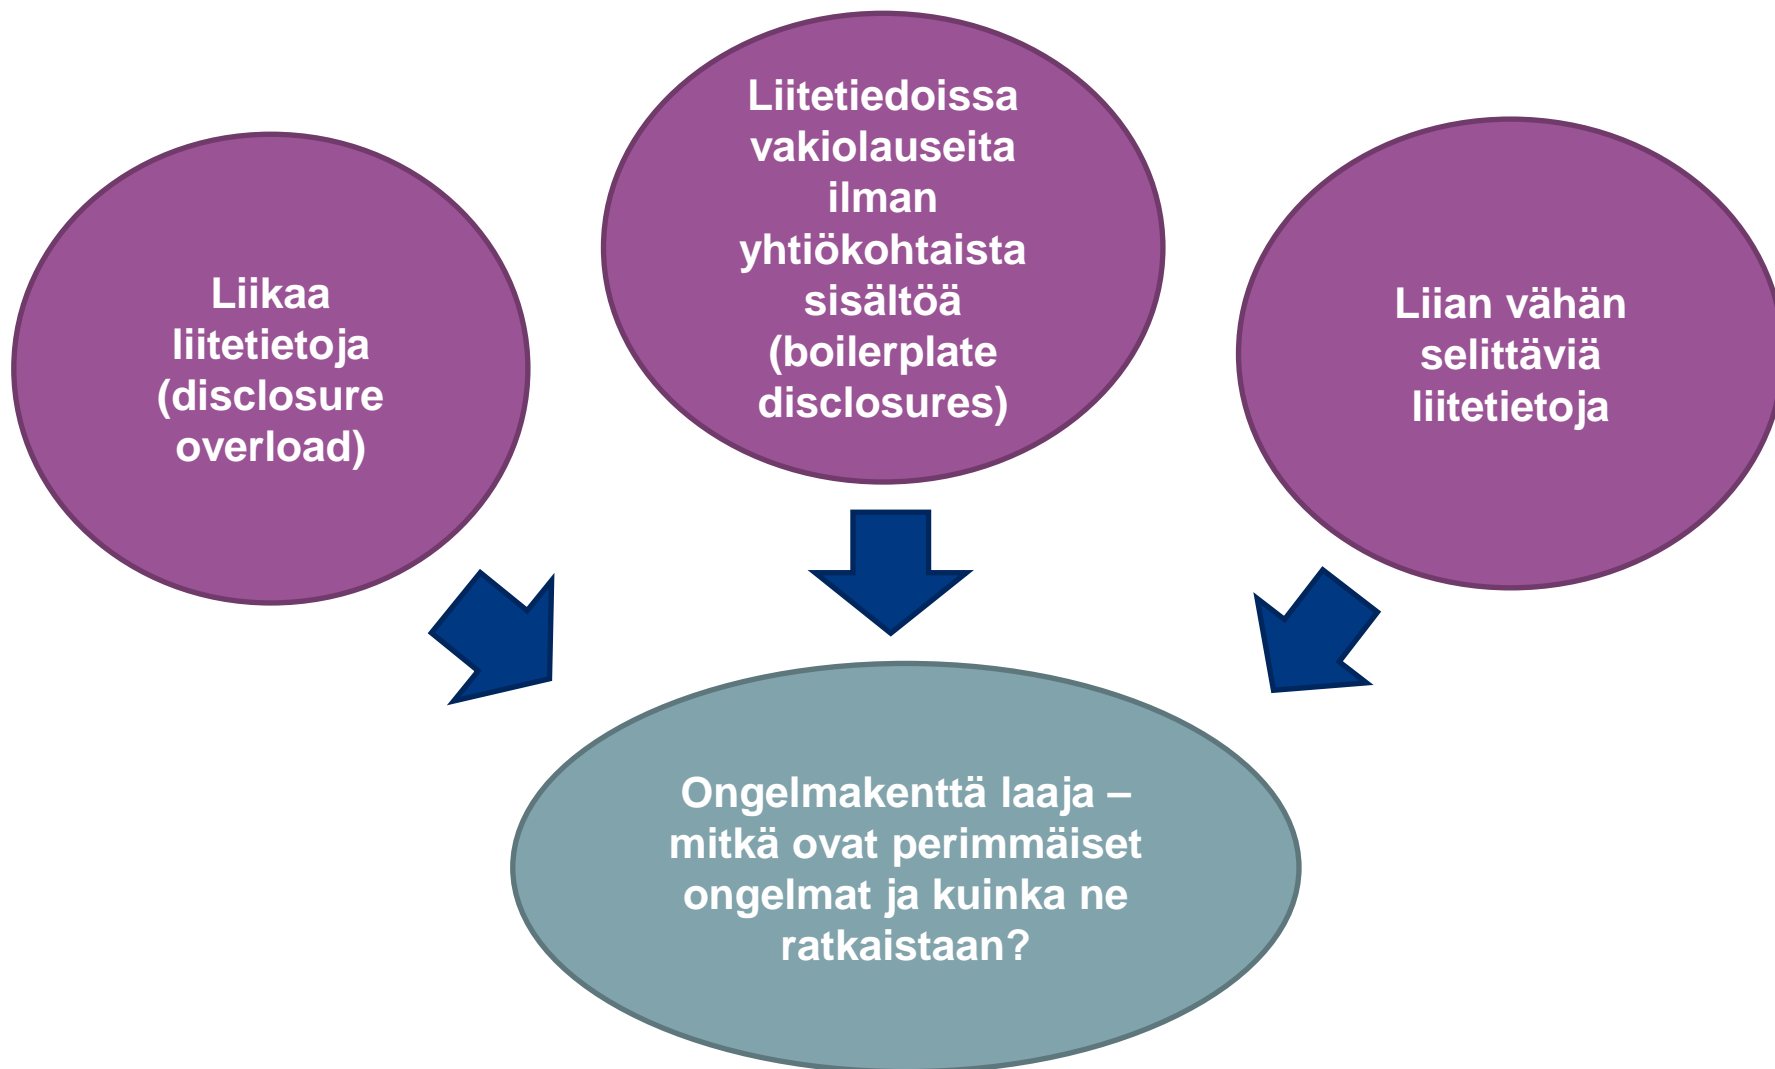 Liikaa
liitetietoja
(disclosure
overload)
Liitetiedoissa
vakiolauseita
ilman
yhtiökohtaista
sisältöä
(boilerplate
disclosures)
Liian vähän
selittäviä
liitetietoja
Ongelmakenttä laaja –
mitkä ovat perimmäiset
ongelmat ja kuinka ne
ratkaistaan?